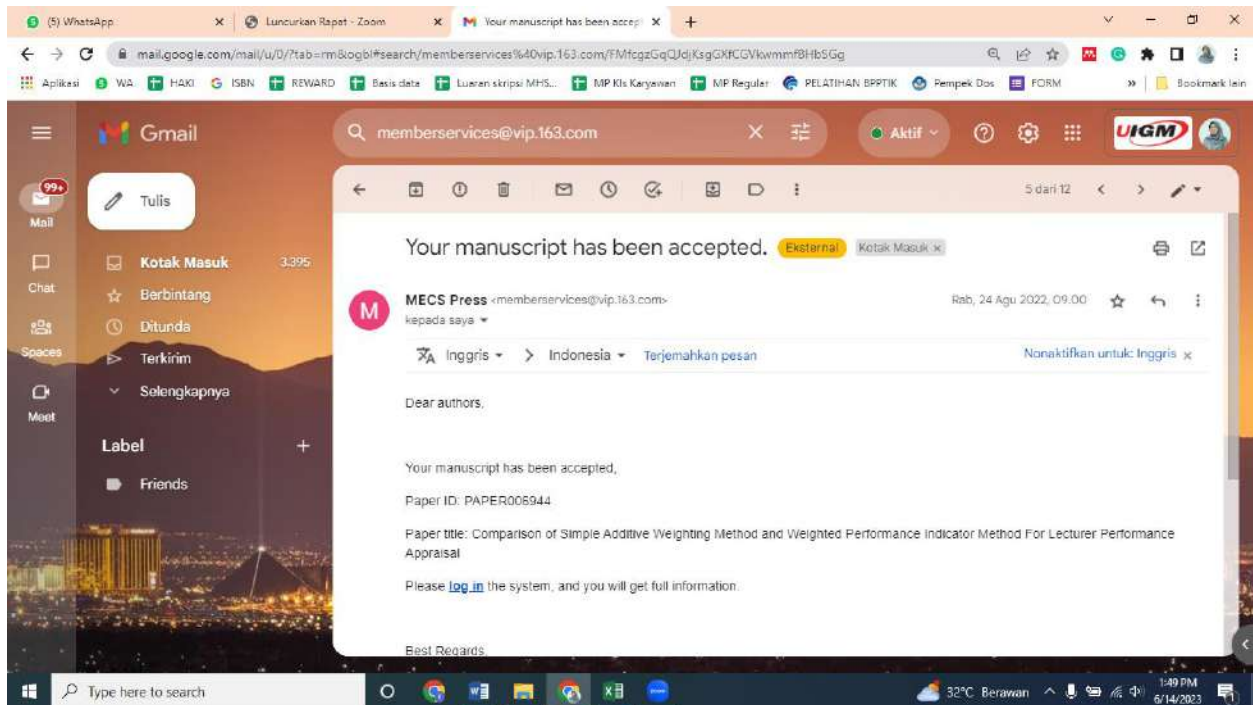 (5) WhatsApp
Luncurkan Rapat - Zoom
Your manuscript has been accep
mail.google.com/mail/u/0/?tab=rm&ogbl#search/memberservices%40vip.163.com/
Aplikasi WA HAKI ISBN REWARD Basis data Luaran skripsi MHS... MP Kls Karyawan MP Regular PELATIHAN BPPTIK Pempek Dos FORM » Bookmark lain
Gmail
memberservices@vip.163.com
Aktif
UIGM
99+
Mail
Chat
Spaces
Meet
Tulis
Kotak Masuk 3.395
Berbintang
Ditunda
Terkirim
Selengkapnya
Label +
Friends
5 dari 12
Your manuscript has been accepted. Eksternal Kotak Masuk x
M
MECS Press <memberservices@vip.163.com>
Rab, 24 Agu 2022, 09.00
kepada saya
Inggris > Indonesia Terjemahkan pesan Nonaktifkan untuk: Inggris x
Dear authors,
Your manuscript has been accepted,
Paper ID: PAPER006944
Paper title: Comparison of Simple Additive Weighting Method and Weighted Performance Indicator Method For Lecturer Performance
Appraisal
Please log in the system, and you will get full information.
Best Regards,
Type here to search
32°C Berawan
1:49 PM
6/14/2023